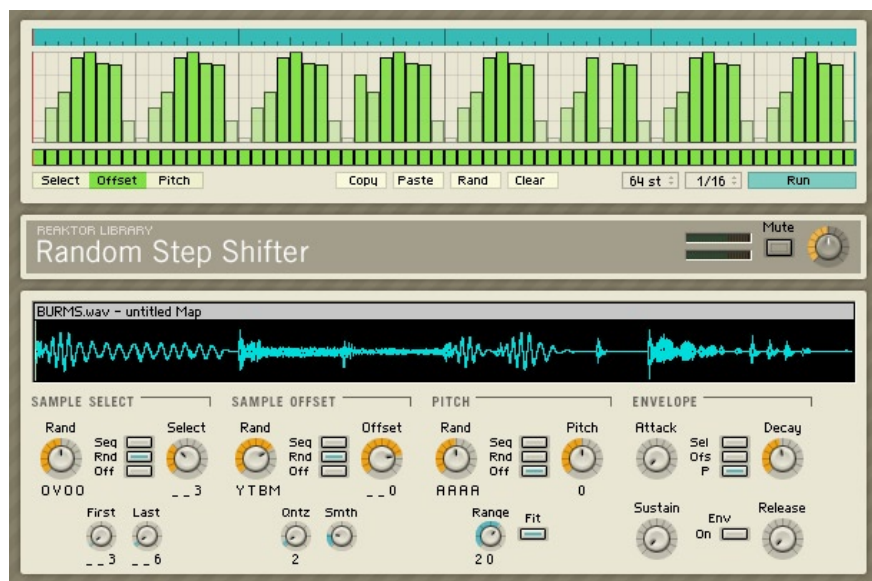 Select Offset Pitch Copy Paste Rand Clear 64 st 1/16 Run
REAKTOR LIBRARY
Random Step Shifter
Mute
BURMS.wav - untitled Map
SAMPLE SELECT SAMPLE OFFSET PITCH ENVELOPE
Rand Select Rand Offset Rand Pitch Attack Decay
Seq Seq Seq Sel
Rnd Rnd Rnd Ofs
Off Off Off P
OVOO _ _ 3 YTBM _ _ 0 AAAA 0
First Last Qntz Smth Range Fit Sustain Env Release
On
_ _ 3 _ _ 6 2 20